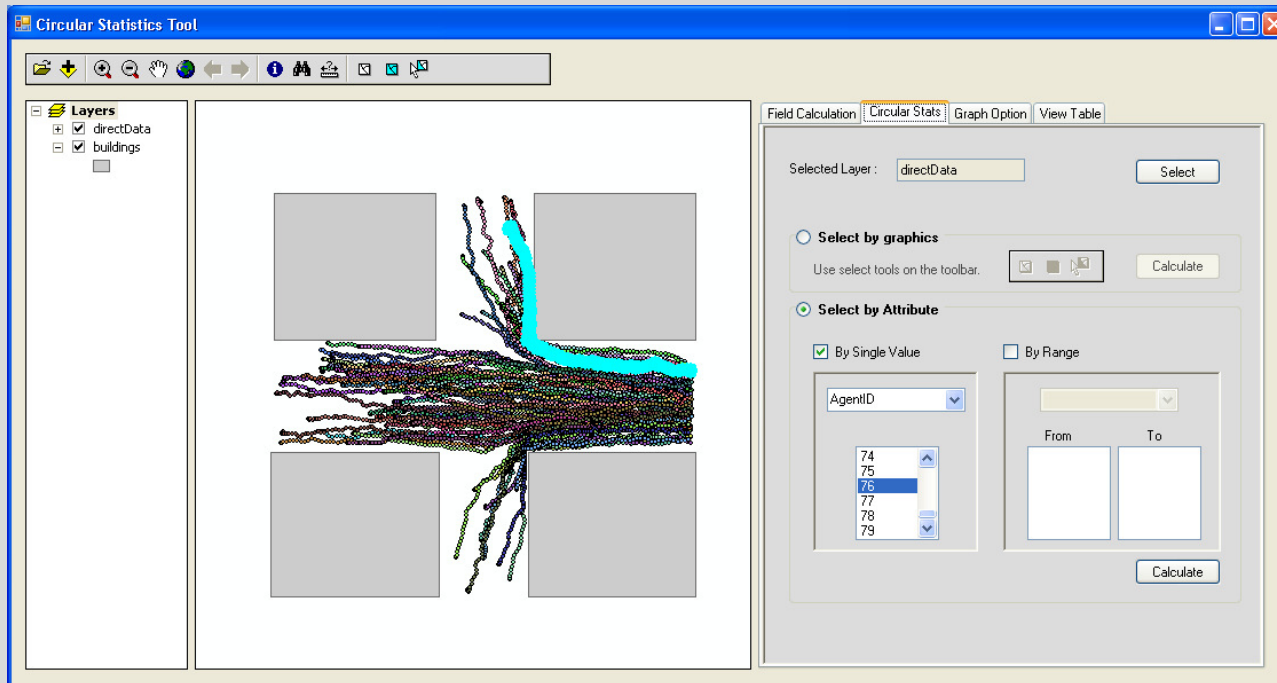 Circular Statistics Tool
Layers
directData
buildings
Field Calculation
Circular Stats
Graph Option
View Table
Selected Layer :
directData
Select
Select by graphics
Use select tools on the toolbar.
Calculate
Select by Attribute
By Single Value
By Range
AgentID
From
To
74
75
76
77
78
79
Calculate